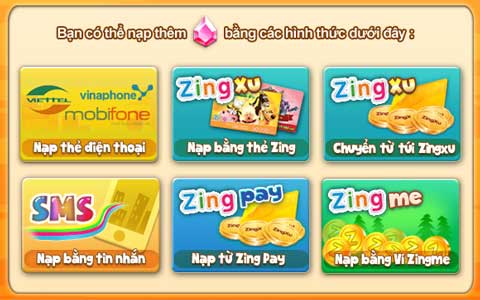 Bạn có thể nạp thêm bằng các hình thức dưới đây :
VIETTEL
vinaphone
mobifone
Nạp thẻ điện thoại
Zing xu
Nạp bằng thẻ Zing
Zing xu
Chuyển từ túi Zingxu
SMS
Nạp bằng tin nhắn
Zing pay
Nạp từ Zing Pay
Zing me
Nạp bằng Ví Zingme